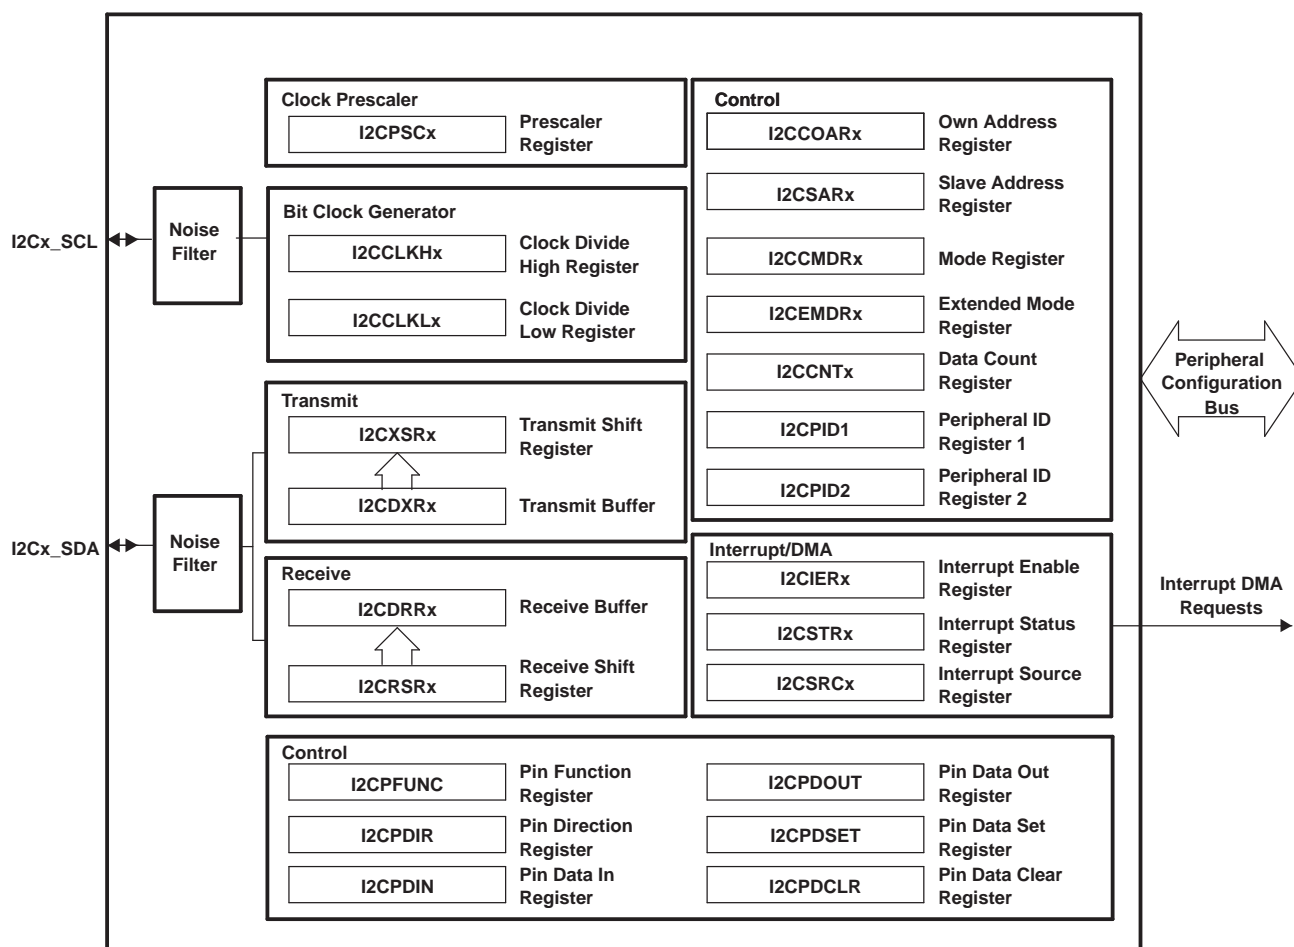 Clock Prescaler
I2CPSCx
Prescaler
Register
Control
I2CCOARx
Own Address
Register
I2CSARx
Slave Address
Register
I2CCMDRx
Mode Register
I2CEMDRx
Extended Mode
Register
I2CCNTx
Data Count
Register
I2CPID1
Peripheral ID
Register 1
I2CPID2
Peripheral ID
Register 2
I2Cx_SCL
Noise
Filter
Bit Clock Generator
I2CCLKHx
Clock Divide
High Register
I2CCLKLx
Clock Divide
Low Register
Peripheral
Configuration
Bus
Transmit
I2CXSRx
Transmit Shift
Register
I2CDXRx
Transmit Buffer
I2Cx_SDA
Noise
Filter
Receive
I2CDRRx
Receive Buffer
I2CRSRx
Receive Shift
Register
Interrupt/DMA
I2CIERx
Interrupt Enable
Register
I2CSTRx
Interrupt Status
Register
I2CSRCx
Interrupt Source
Register
Interrupt DMA
Requests
Control
I2CPFUNC
Pin Function
Register
I2CPDIR
Pin Direction
Register
I2CPDIN
Pin Data In
Register
I2CPDOUT
Pin Data Out
Register
I2CPDSET
Pin Data Set
Register
I2CPDCLR
Pin Data Clear
Register